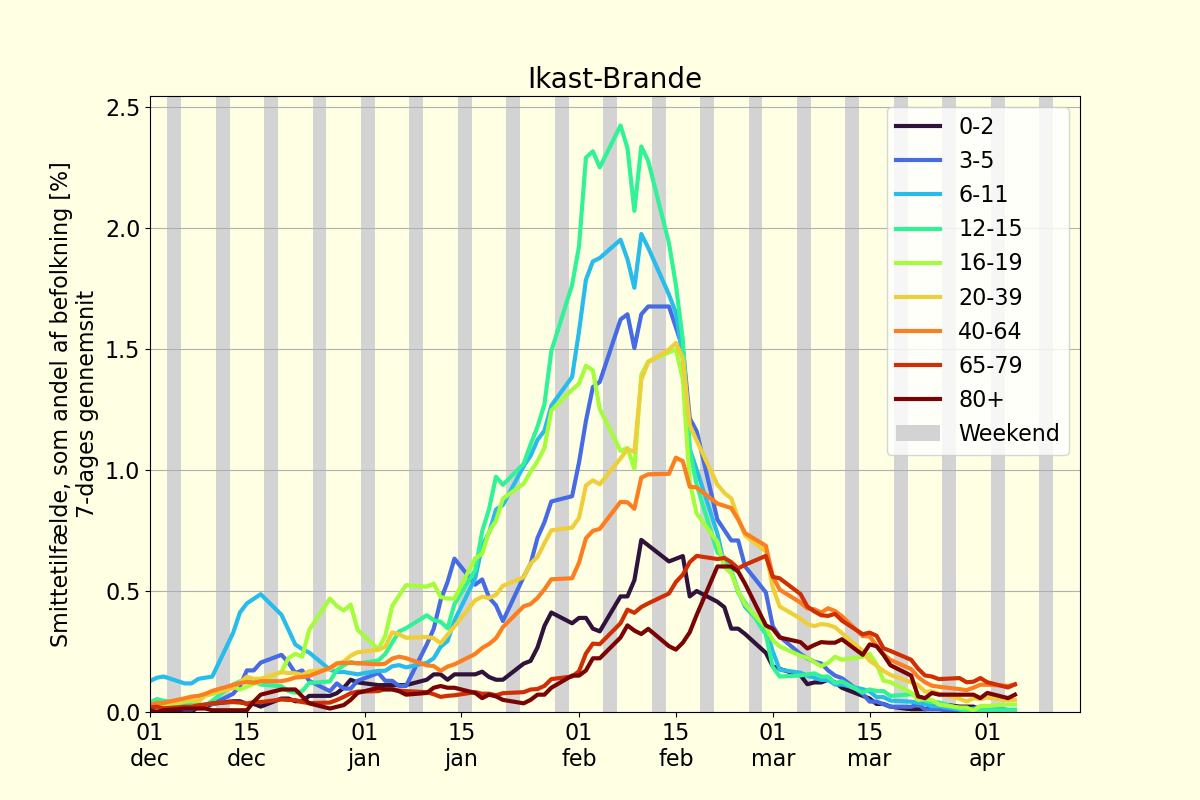 Ikast-Brande
Smittetilfælde, som andel af befolkning [%]
7-dages gennemsnit
2.5
2.0
1.5
1.0
0.5
0.0
01 dec
15 dec
01 jan
15 jan
01 feb
15 feb
01 mar
15 mar
01 apr
0-2
3-5
6-11
12-15
16-19
20-39
40-64
65-79
80+
Weekend